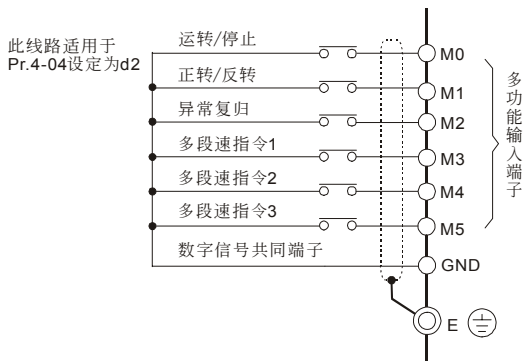 此线路适用于
Pr.4-04设定为d2
运转/停止
正转/反转
异常复归
多段速指令1
多段速指令2
多段速指令3
数字信号共同端子
M0
M1
M2
M3
M4
M5
GND
E
多功能输入端子